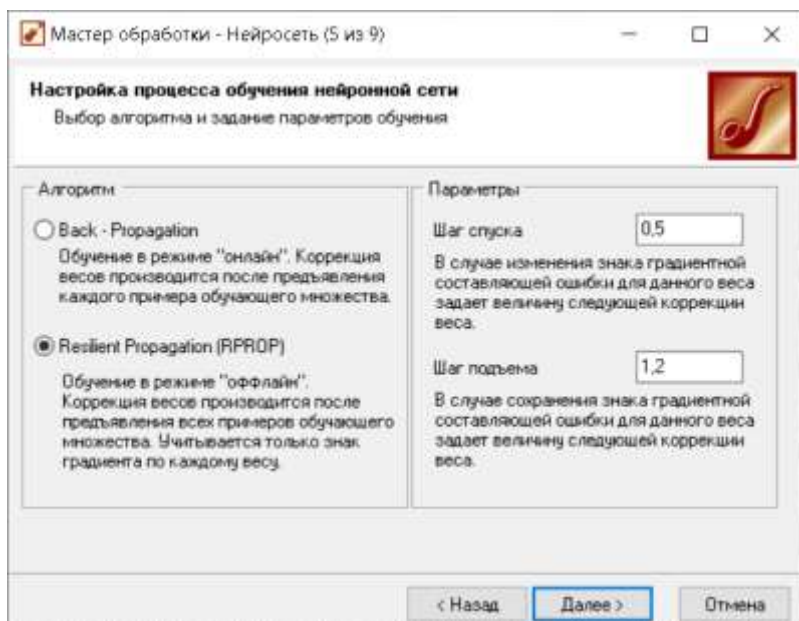 Мастер обработки - Нейросеть (5 из 9)
Настройка процесса обучения нейронной сети
Выбор алгоритма и задание параметров обучения
Алгоритм
Back - Propagation
Обучение в режиме "онлайн". Коррекция
весов производится после предъявления
каждого примера обучающего множества.
Resilient Propagation (RPROP)
Обучение в режиме "оффлайн".
Коррекция весов производится после
предъявления всех примеров обучающего
множества. Учитывается только знак
градиента по каждому весу.
Параметры
Шаг спуска 0,5
В случае изменения знака градиентной
составляющей ошибки для данного веса
задает величину следующей коррекции
веса.
Шаг подъема 1,2
В случае сохранения знака градиентной
составляющей ошибки для данного веса
задает величину следующей коррекции
веса.
< Назад Далее > Отмена